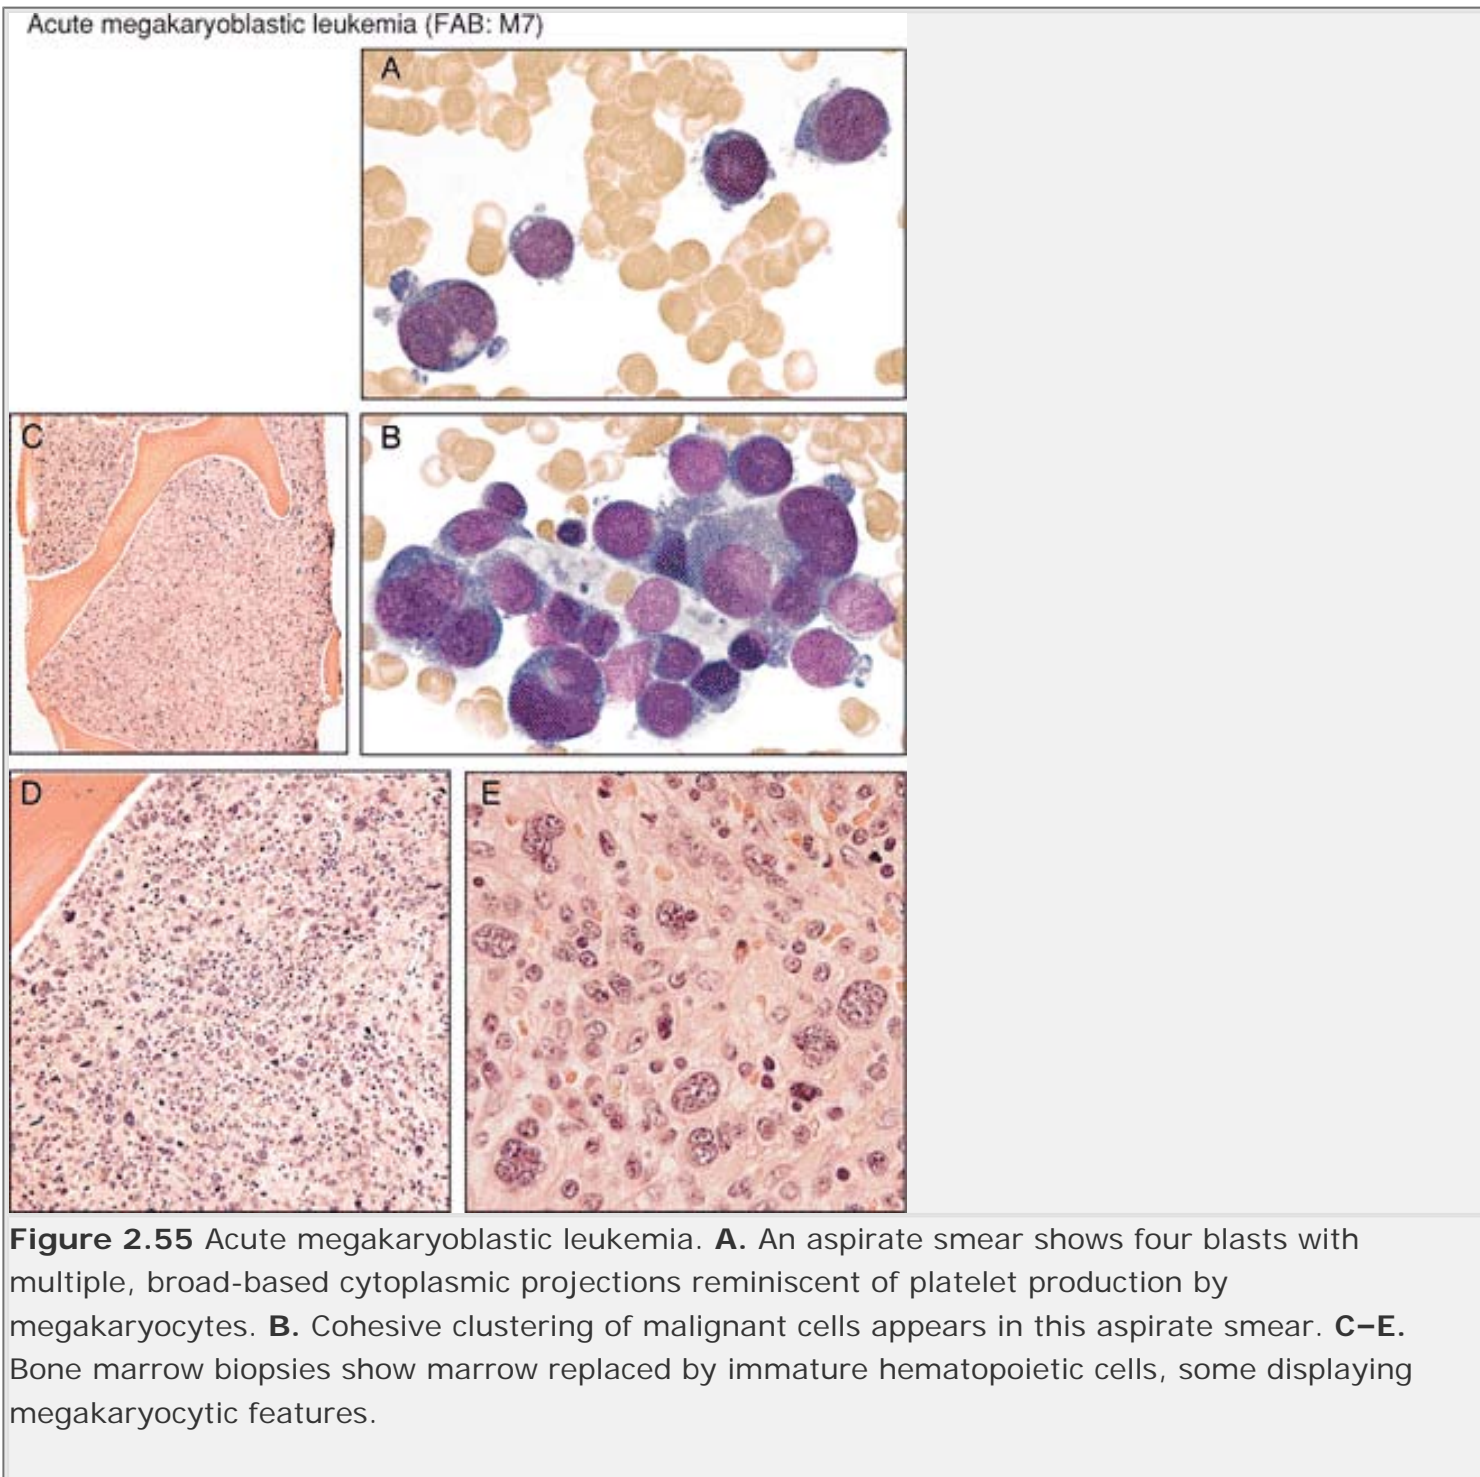 Acute megakaryoblastic leukemia (FAB: M7)
A
C
B
D
E
Figure 2.55 Acute megakaryoblastic leukemia. A. An aspirate smear shows four blasts with
multiple, broad-based cytoplasmic projections reminiscent of platelet production by
megakaryocytes. B. Cohesive clustering of malignant cells appears in this aspirate smear. C–E.
Bone marrow biopsies show marrow replaced by immature hematopoietic cells, some displaying
megakaryocytic features.